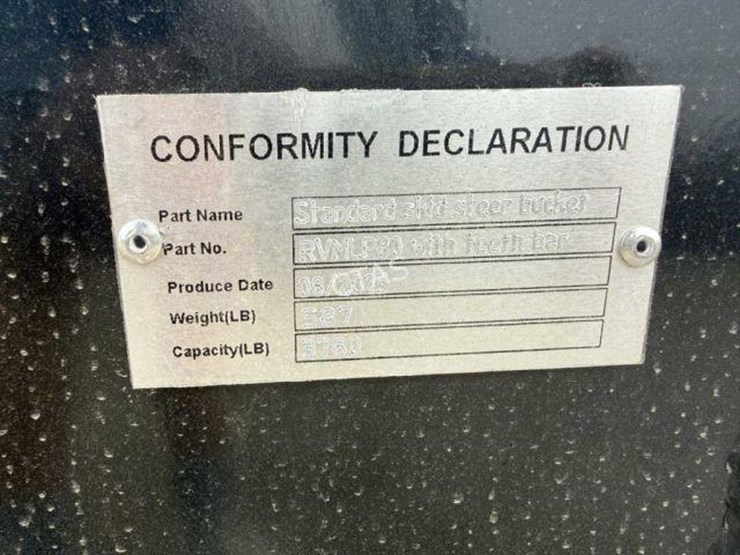 CONFORMITY DECLARATION
Part Name Standard skid steer bucket
Part No. with teeth bar
Produce Date
Weight(LB)
Capacity(LB)